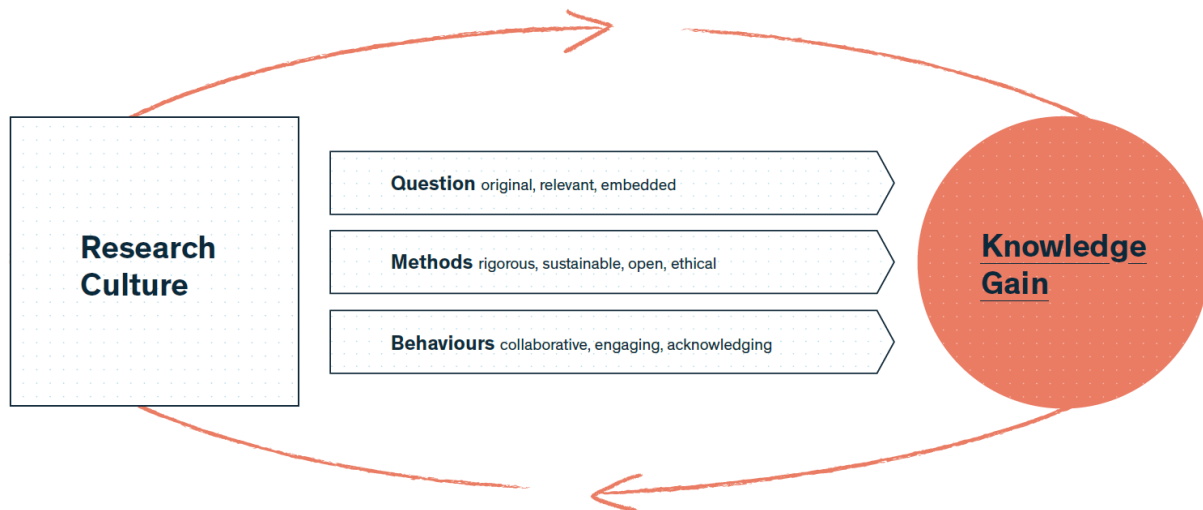 Research
Culture
Question original, relevant, embedded
Methods rigorous, sustainable, open, ethical
Behaviours collaborative, engaging, acknowledging
Knowledge
Gain